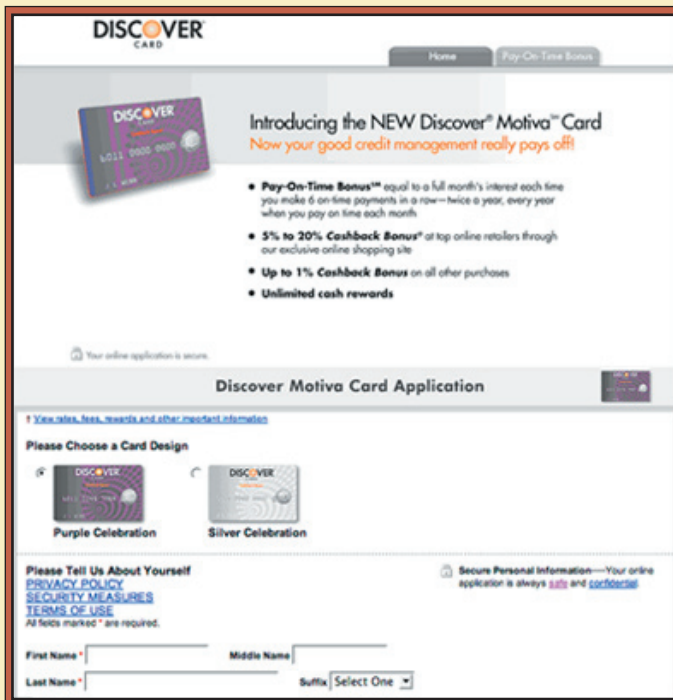 DISCOVER®
CARD
Home
Pay-On-Time Bonus
DISCOVER
6011 0000 0000
Introducing the NEW Discover® Motiva℠ Card
Now your good credit management really pays off!
• Pay-On-Time Bonus℠ equal to a full month's interest each time
you make 6 on-time payments in a row—twice a year, every year
when you pay on time each month
• 5% to 20% Cashback Bonus® at top online retailers through
our exclusive online shopping site
• Up to 1% Cashback Bonus on all other purchases
• Unlimited cash rewards
Your online application is secure.
Discover Motiva Card Application
† View rates, fees, rewards and other important information
Please Choose a Card Design
DISCOVER
DISCOVER
Purple Celebration
Silver Celebration
Please Tell Us About Yourself
PRIVACY POLICY
SECURITY MEASURES
TERMS OF USE
All fields marked * are required.
Secure Personal Information—Your online
application is always safe and confidential.
First Name *
Middle Name
Last Name *
Suffix Select One